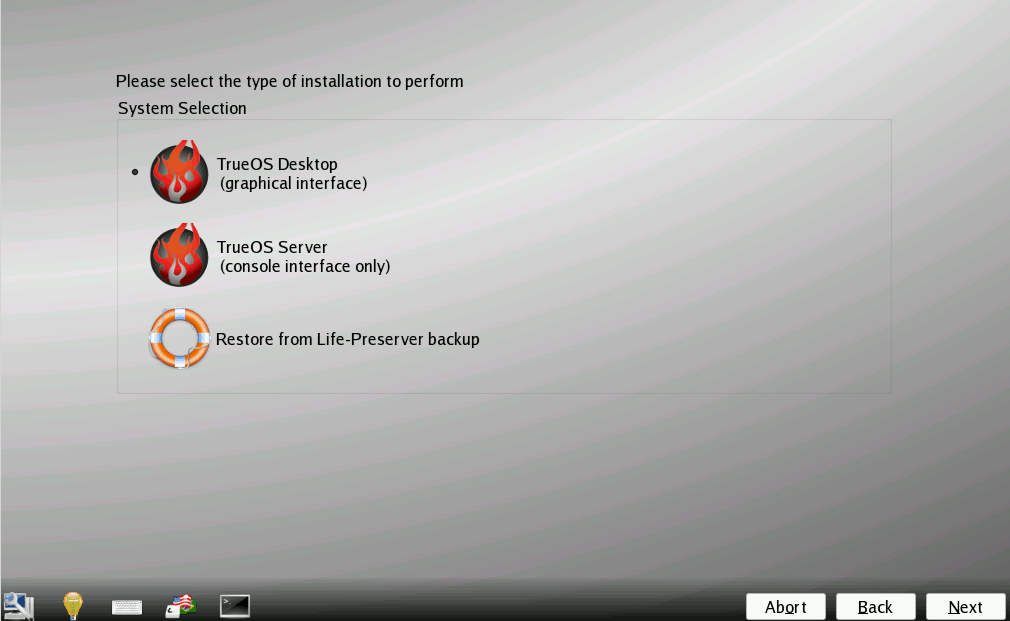 Please select the type of installation to perform
System Selection
TrueOS Desktop
(graphical interface)
TrueOS Server
(console interface only)
Restore from Life-Preserver backup
Abort
Back
Next